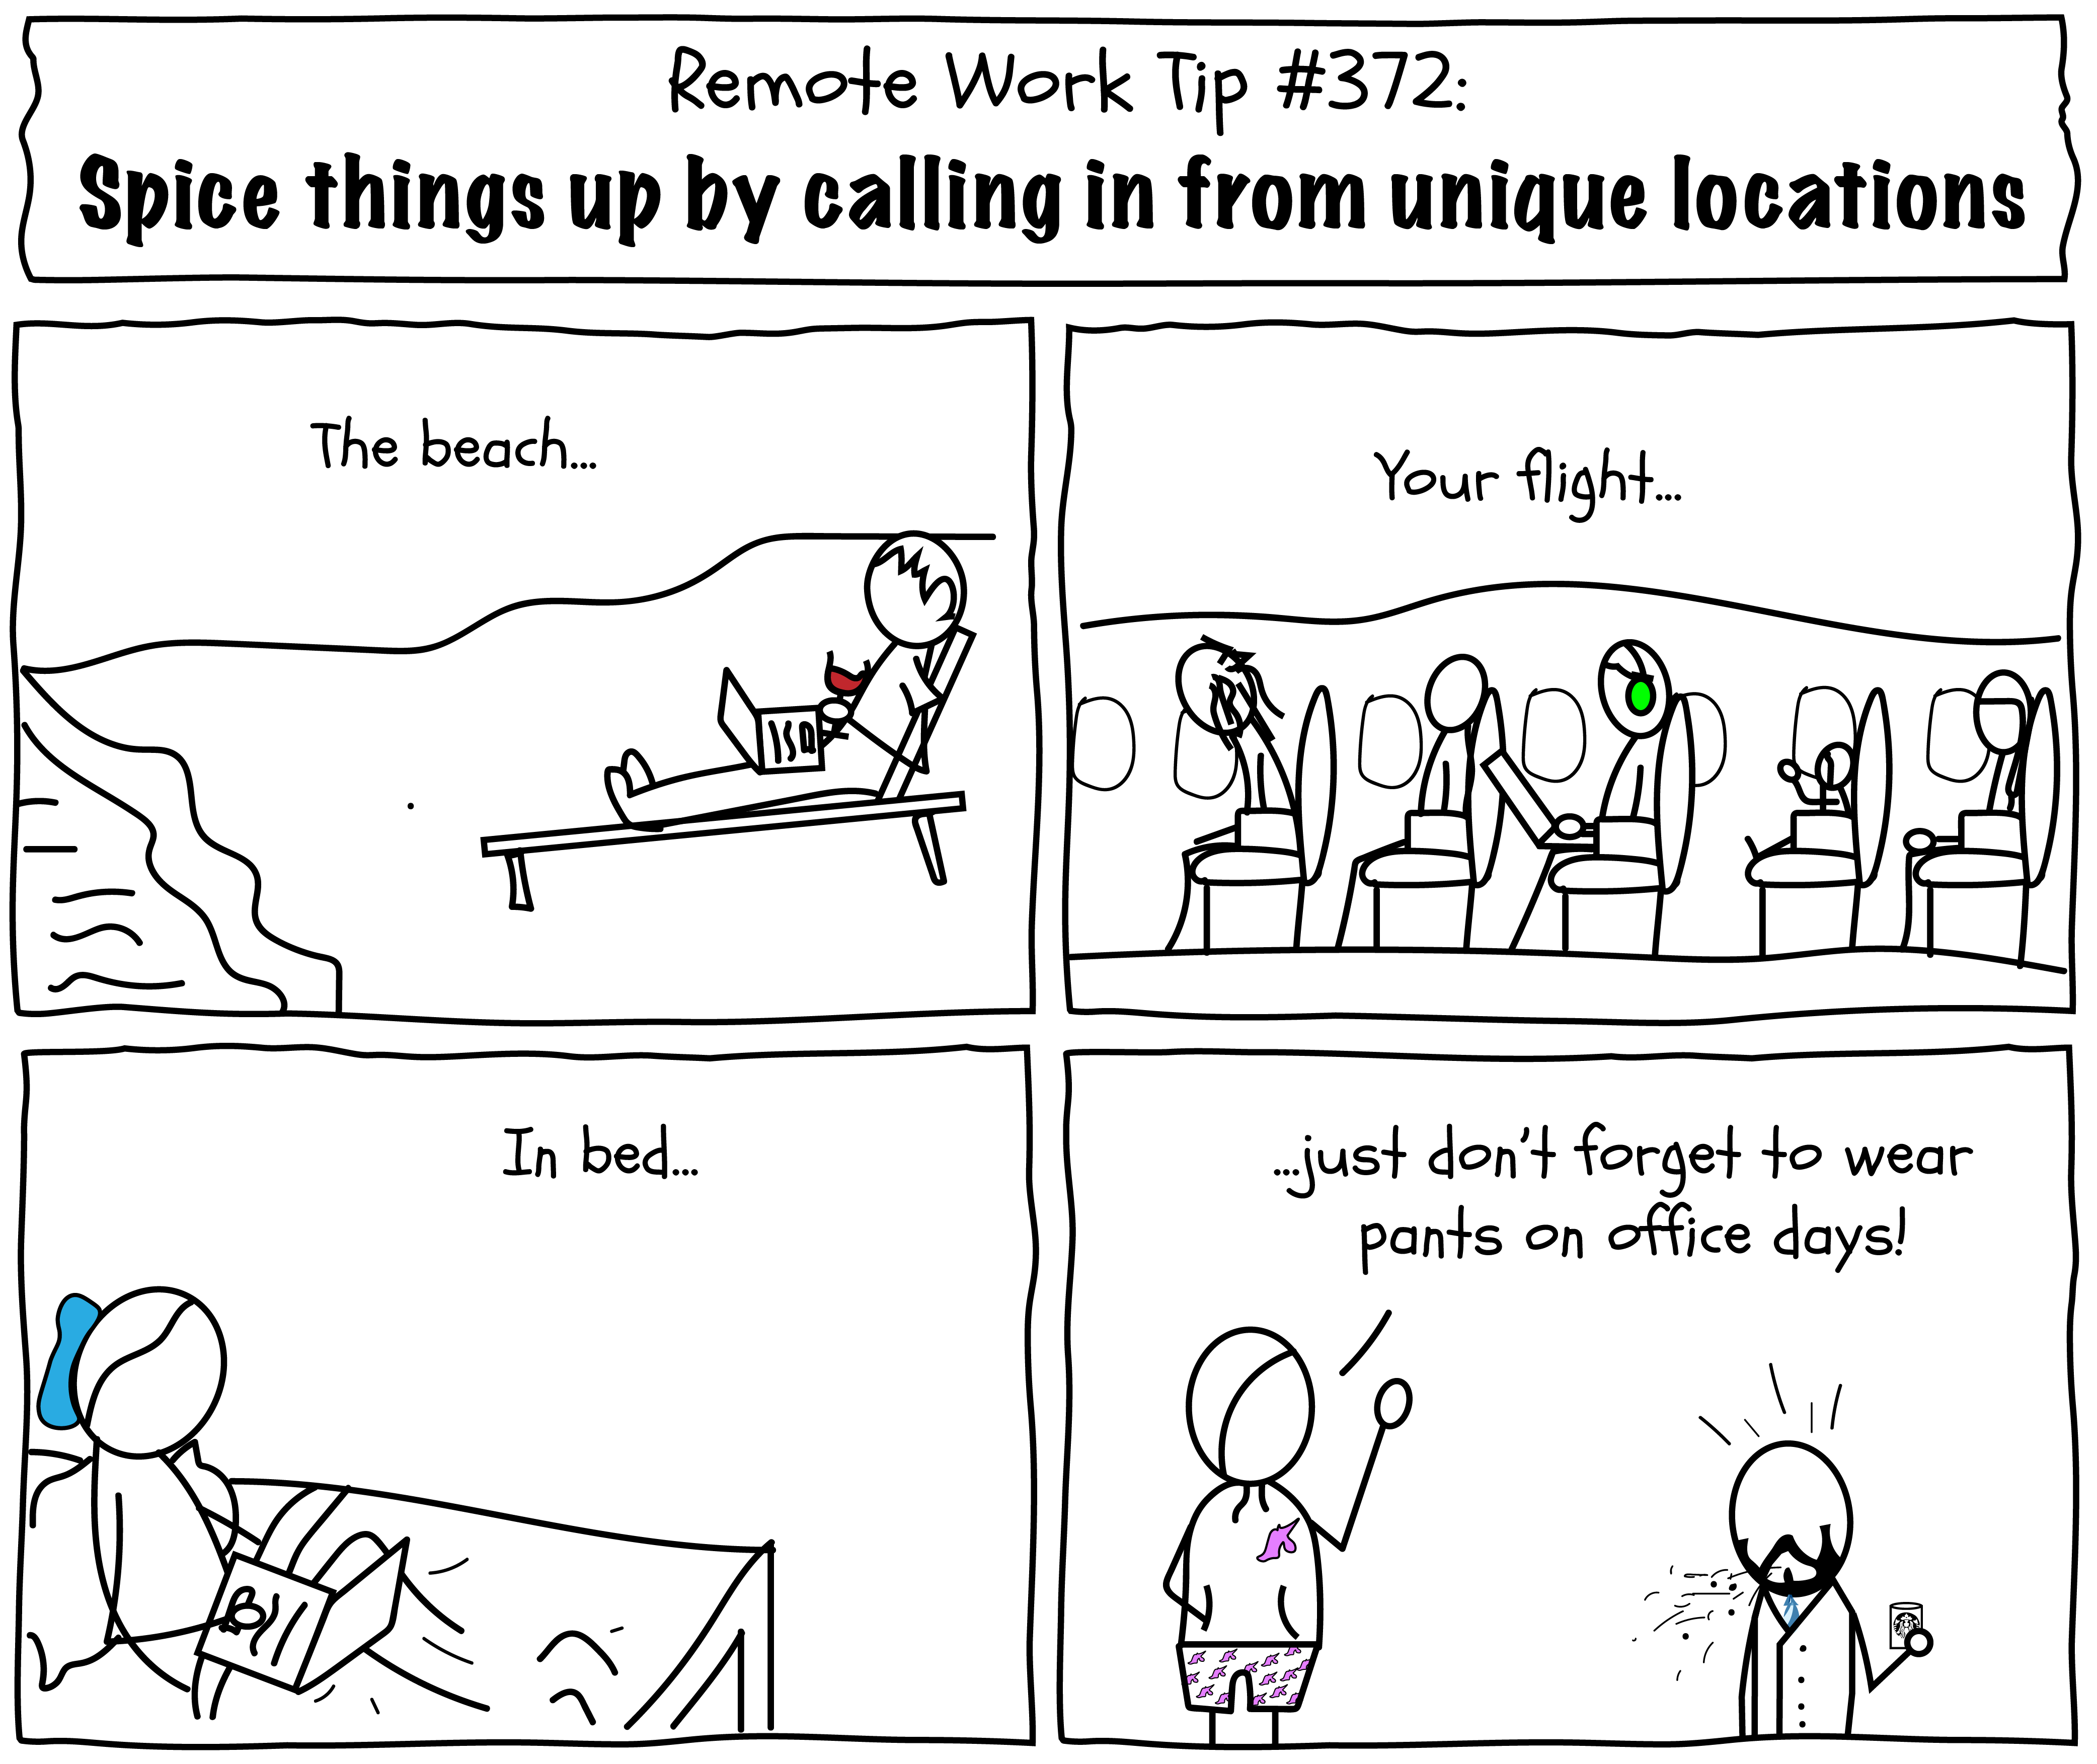 Remote Work Tip #372:
Spice things up by calling in from unique locations
The beach...
Your flight...
In bed...
...just don't forget to wear
pants on office days!